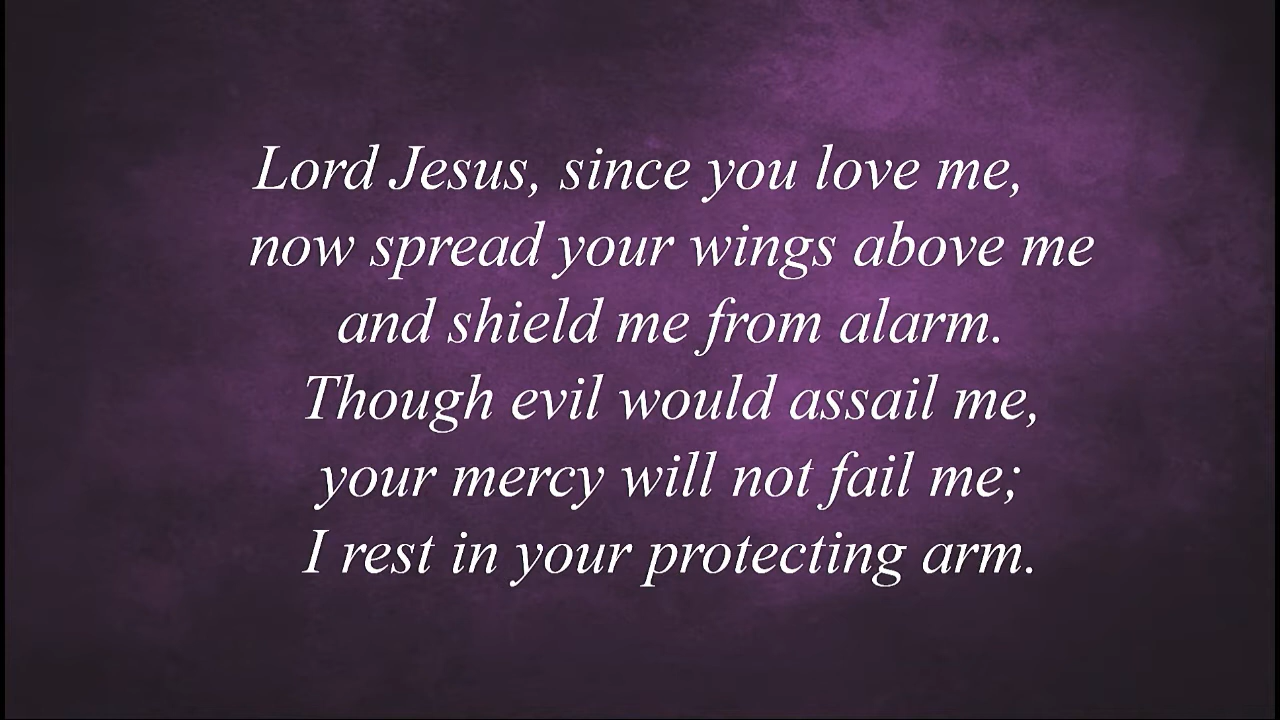 Lord Jesus, since you love me,
now spread your wings above me
and shield me from alarm.
Though evil would assail me,
your mercy will not fail me;
I rest in your protecting arm.